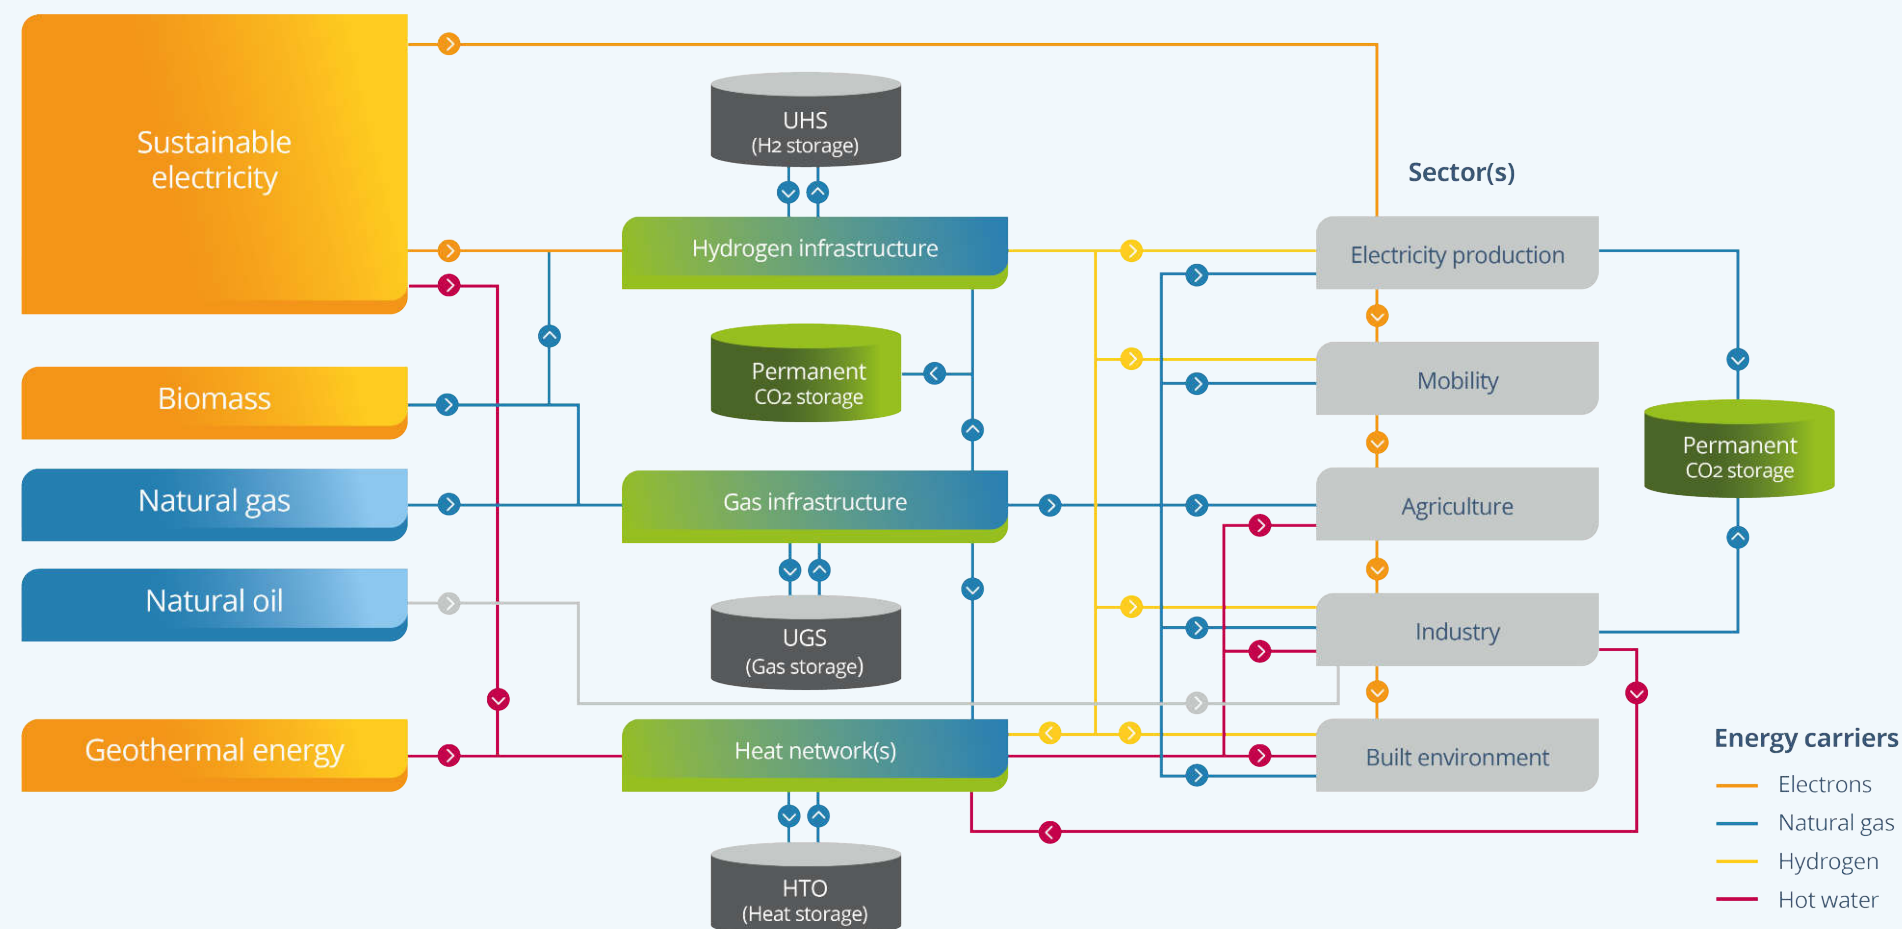 Sustainable
electricity
Biomass
Natural gas
Natural oil
Geothermal energy
UHS
(H2 storage)
Hydrogen infrastructure
Permanent
CO2 storage
Gas infrastructure
UGS
(Gas storage)
Heat network(s)
HTO
(Heat storage)
Sector(s)
Electricity production
Mobility
Agriculture
Industry
Built environment
Permanent
CO2 storage
Energy carriers
Electrons
Natural gas
Hydrogen
Hot water